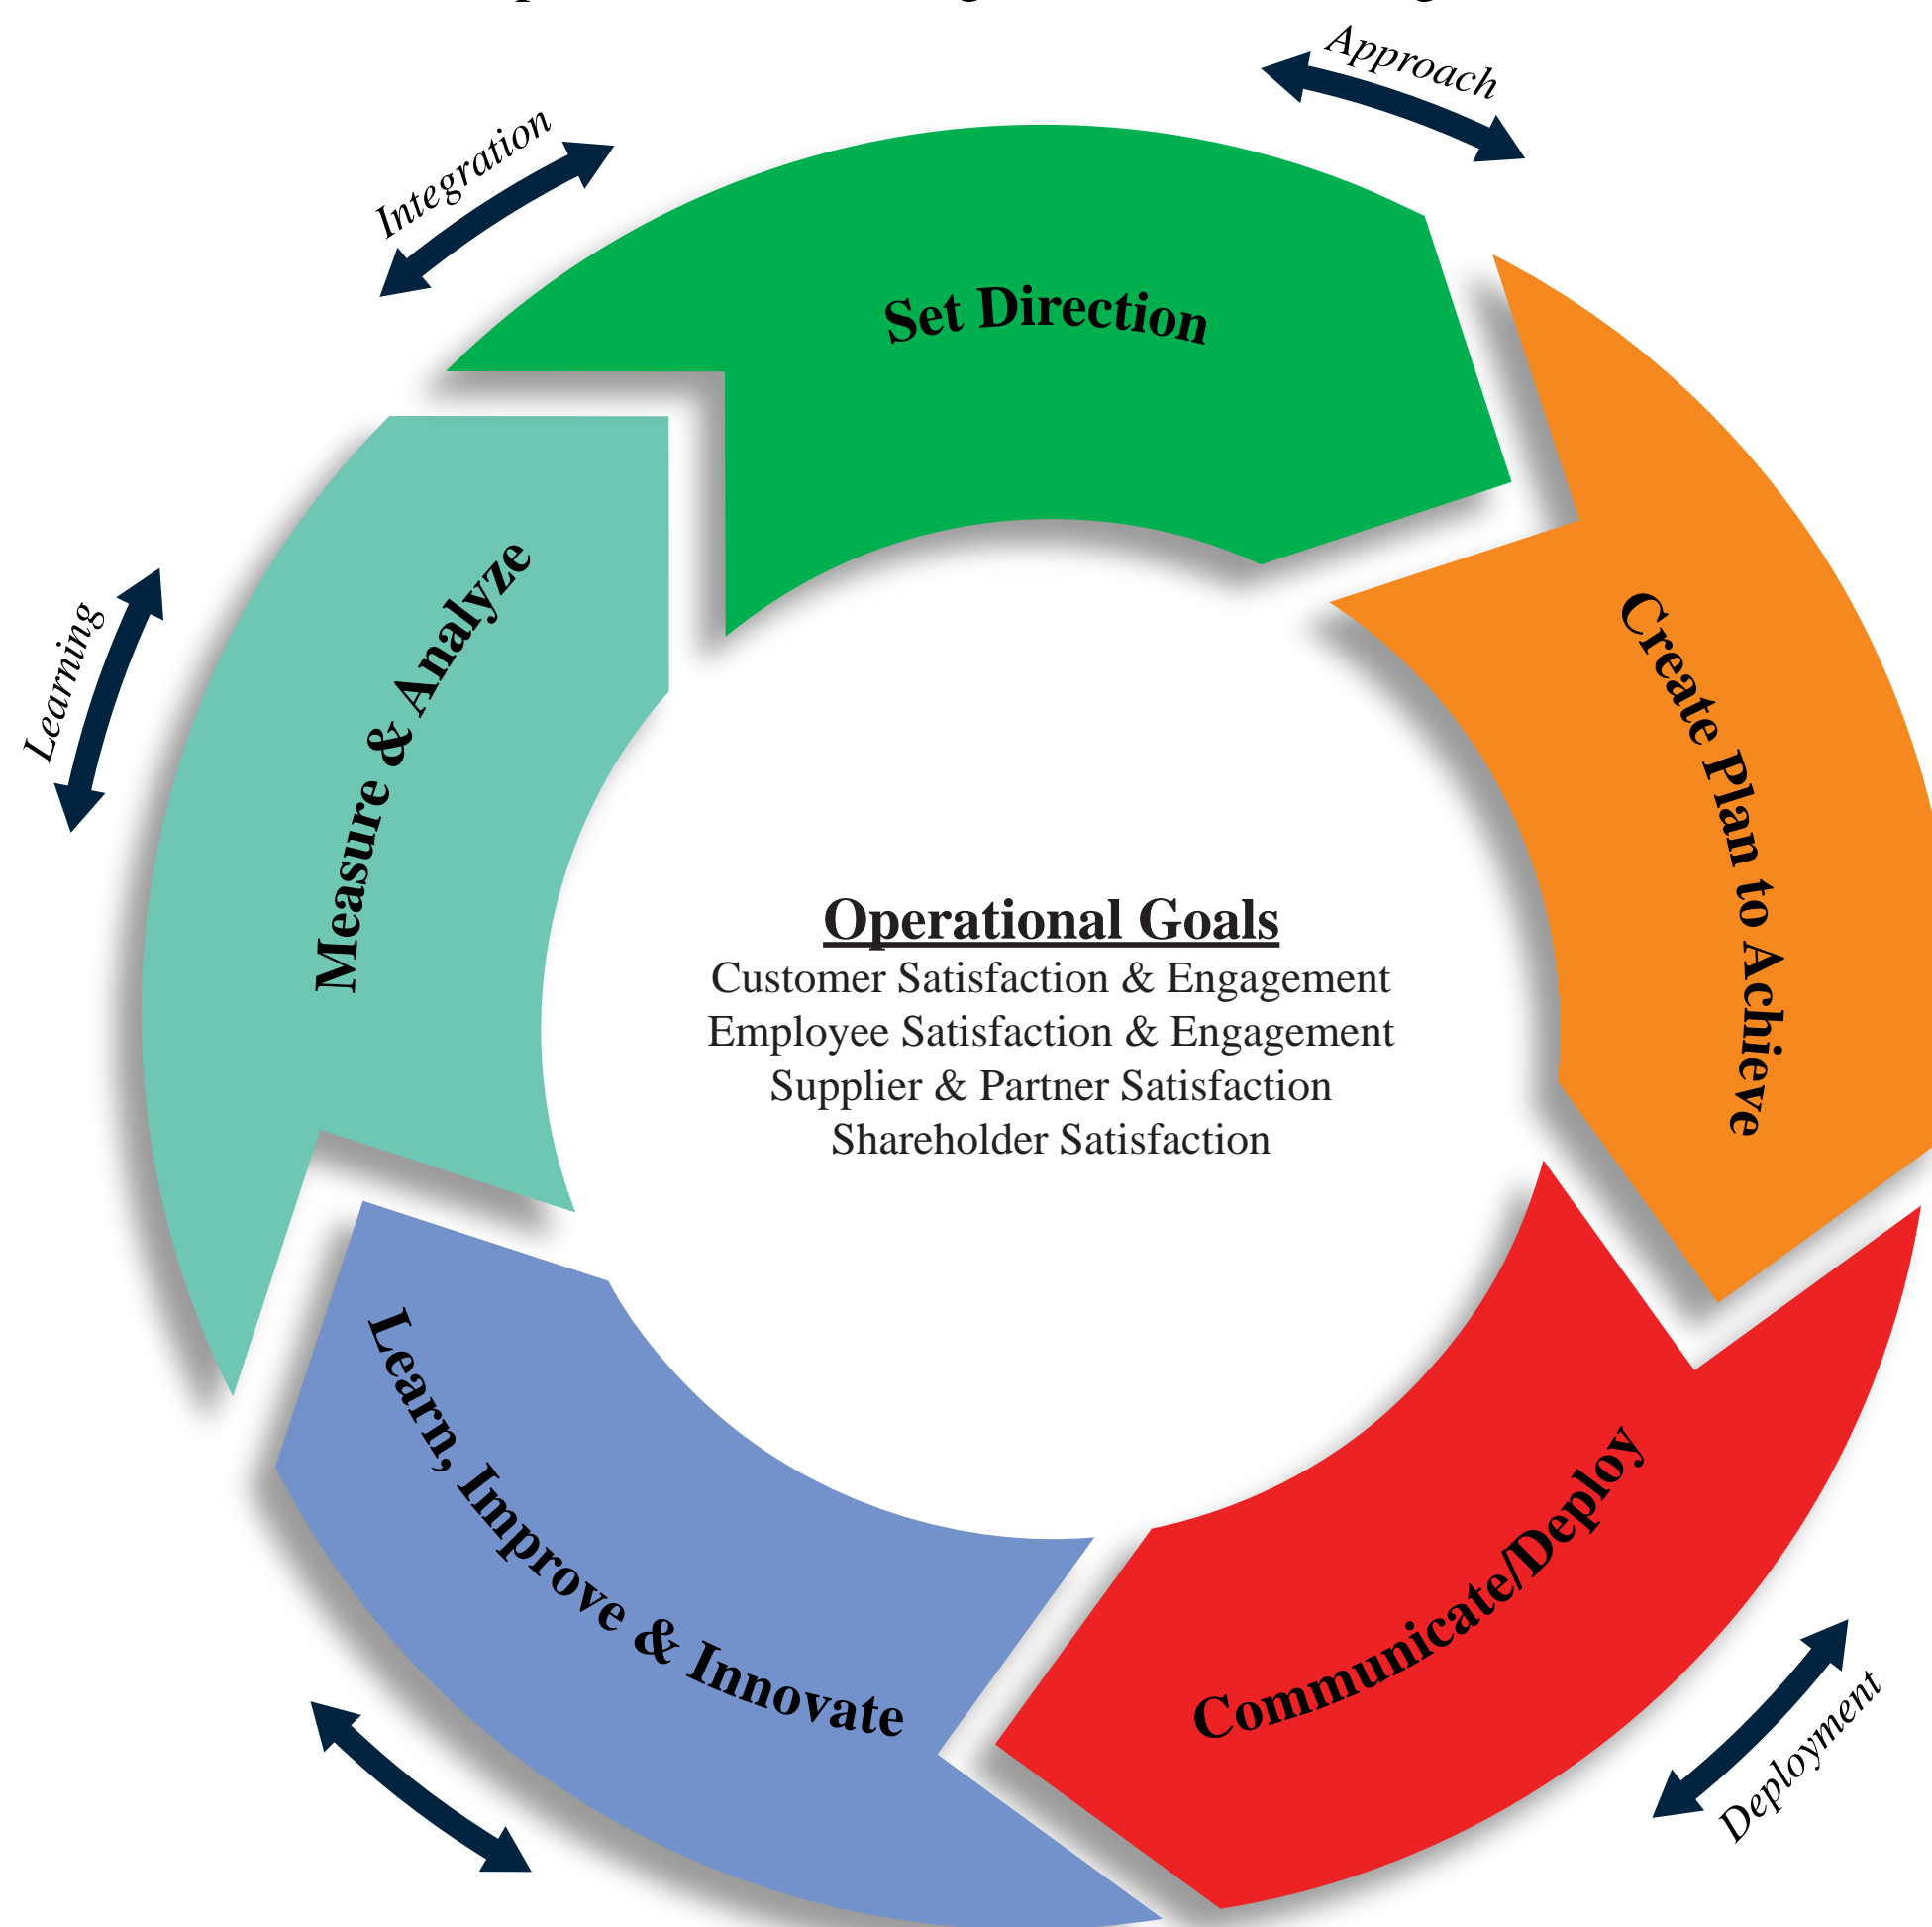 Approach
Integration
Set Direction
Create Plan to Achieve
Learning
Measure & Analyze
Operational Goals
Customer Satisfaction & Engagement
Employee Satisfaction & Engagement
Supplier & Partner Satisfaction
Shareholder Satisfaction
Learn, Improve & Innovate
Communicate/Deploy
Deployment